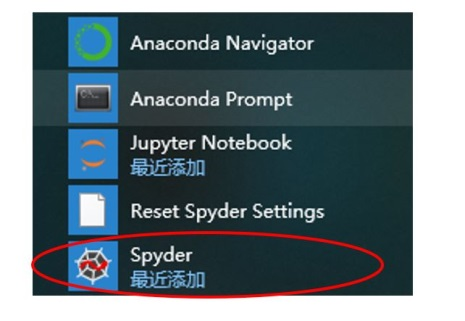 Anaconda Navigator
Anaconda Prompt
Jupyter Notebook
最近添加
Reset Spyder Settings
Spyder
最近添加